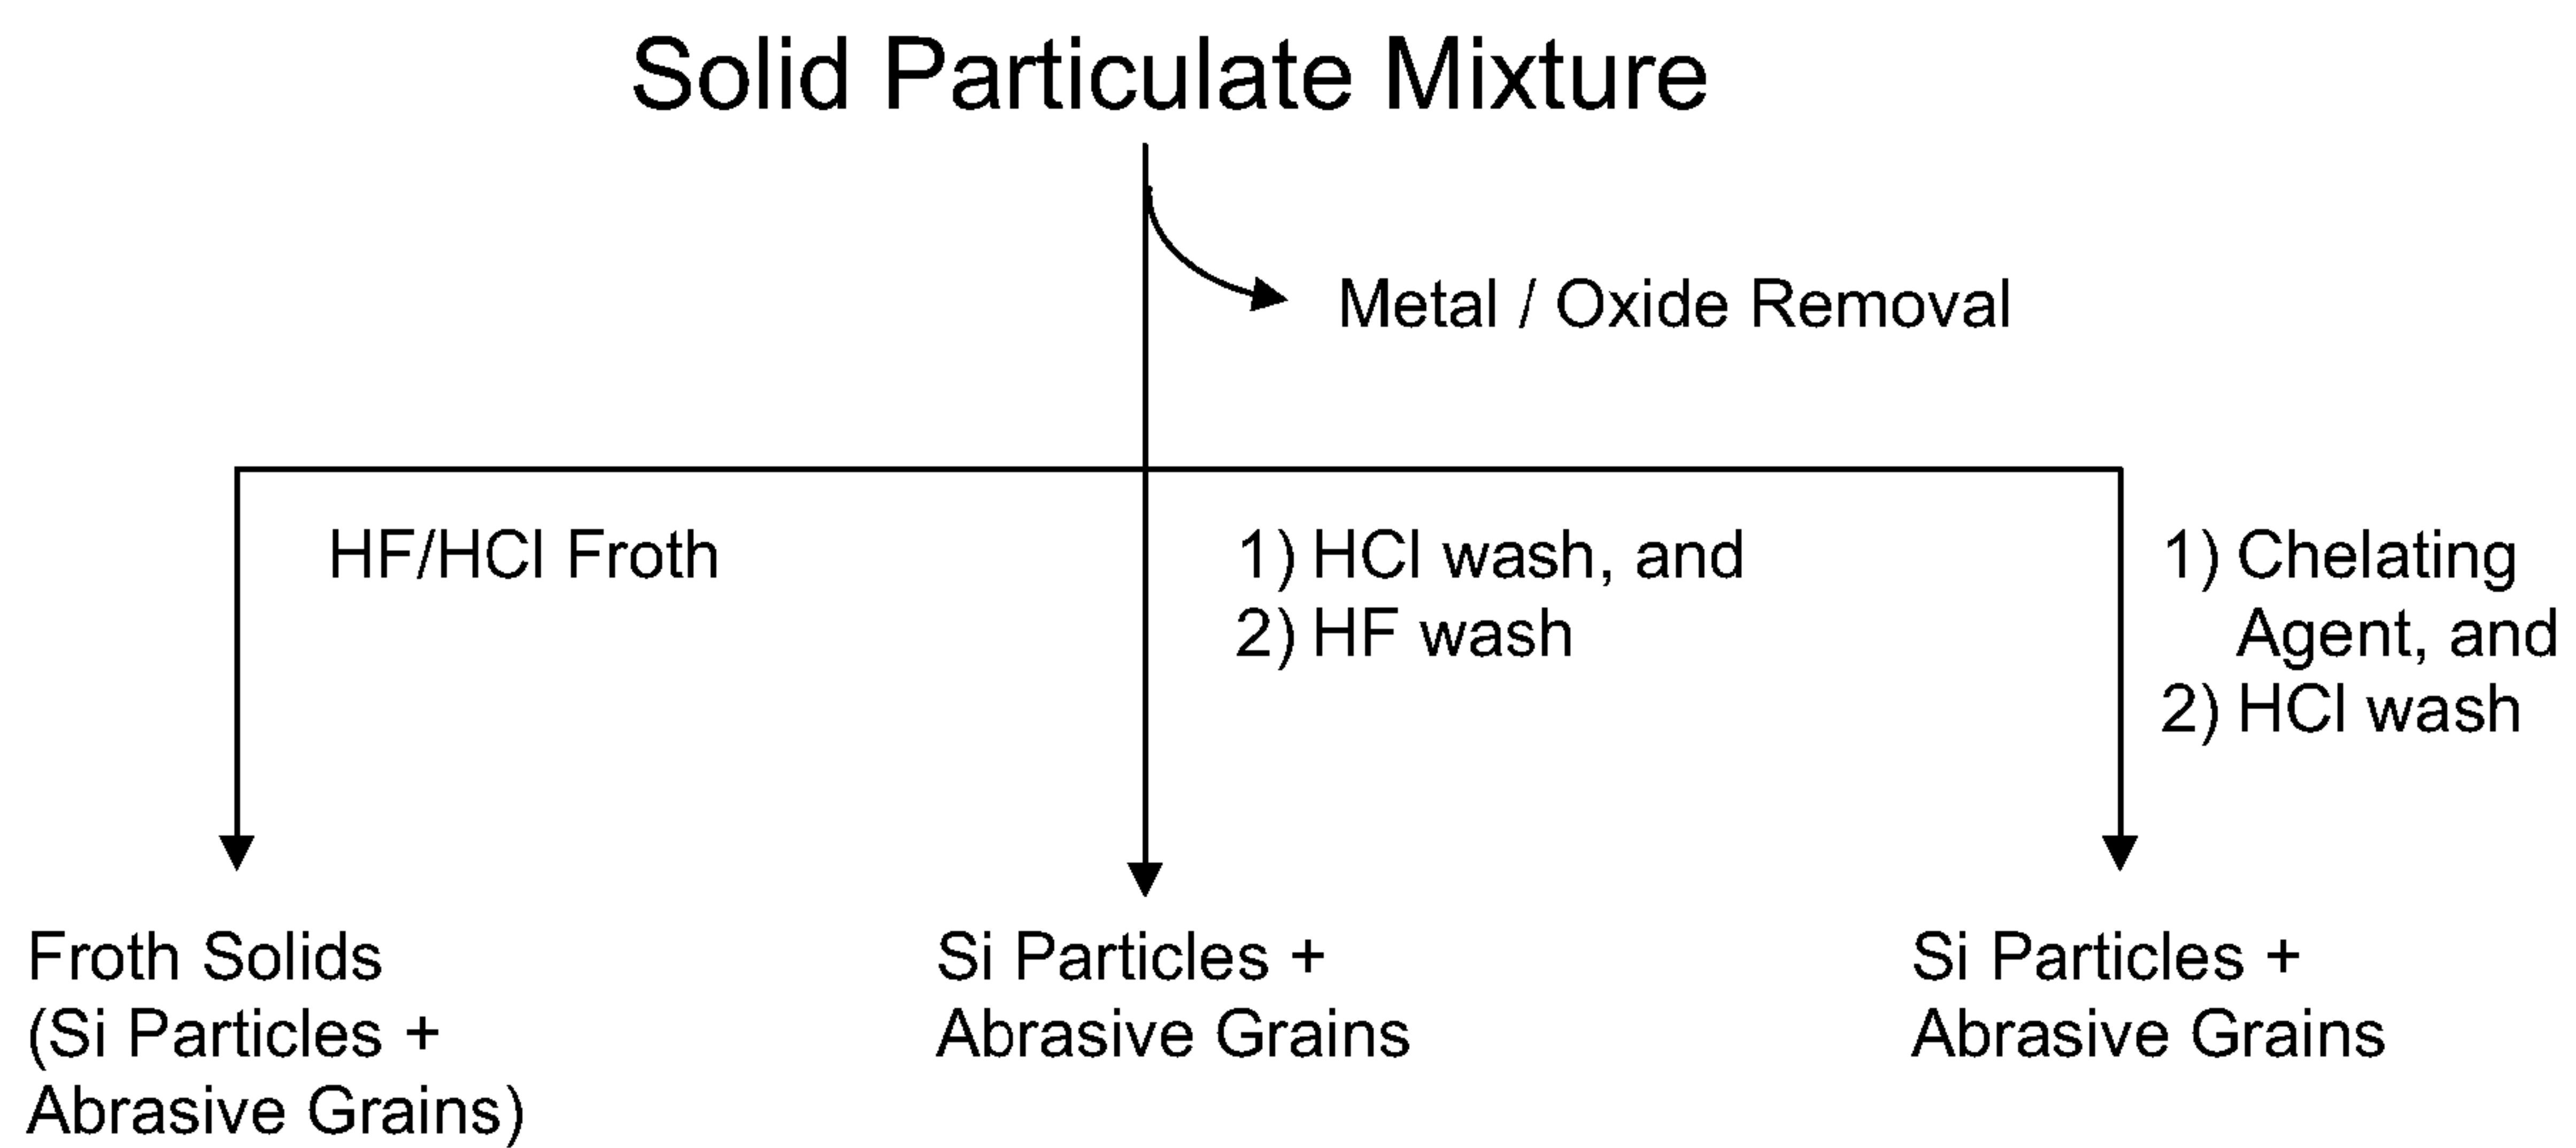 Solid Particulate Mixture
Metal / Oxide Removal
HF/HCl Froth
1) HCl wash, and
2) HF wash
1) Chelating
Agent, and
2) HCl wash
Froth Solids
(Si Particles +
Abrasive Grains)
Si Particles +
Abrasive Grains
Si Particles +
Abrasive Grains